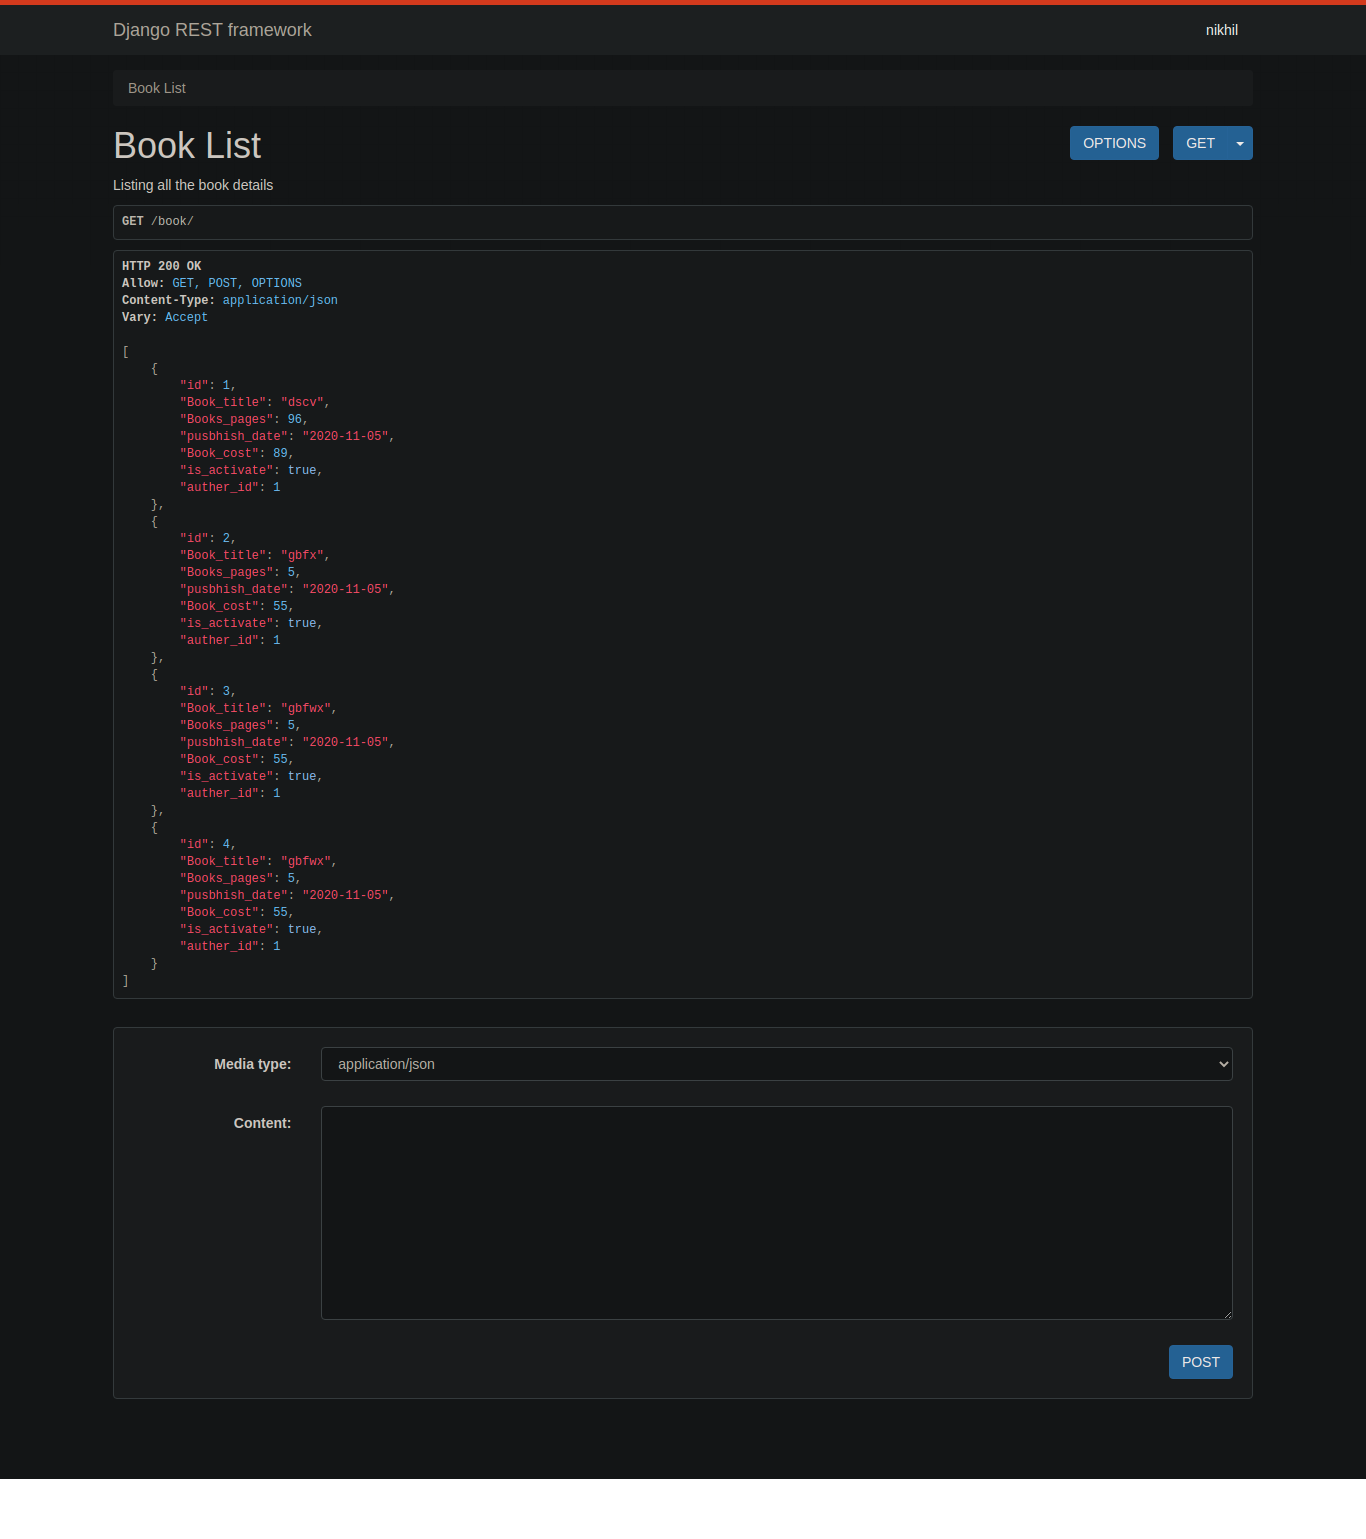 Django REST framework
nikhil
Book List
Book List
OPTIONS
GET
Listing all the book details
GET /book/
HTTP 200 OK
Allow: GET, POST, OPTIONS
Content-Type: application/json
Vary: Accept
[
    {
        "id": 1,
        "Book_title": "dscv",
        "Books_pages": 96,
        "pusbhish_date": "2020-11-05",
        "Book_cost": 89,
        "is_activate": true,
        "auther_id": 1
    },
    {
        "id": 2,
        "Book_title": "gbfx",
        "Books_pages": 5,
        "pusbhish_date": "2020-11-05",
        "Book_cost": 55,
        "is_activate": true,
        "auther_id": 1
    },
    {
        "id": 3,
        "Book_title": "gbfwx",
        "Books_pages": 5,
        "pusbhish_date": "2020-11-05",
        "Book_cost": 55,
        "is_activate": true,
        "auther_id": 1
    },
    {
        "id": 4,
        "Book_title": "gbfwx",
        "Books_pages": 5,
        "pusbhish_date": "2020-11-05",
        "Book_cost": 55,
        "is_activate": true,
        "auther_id": 1
    }
]
Media type:
application/json
Content:
POST